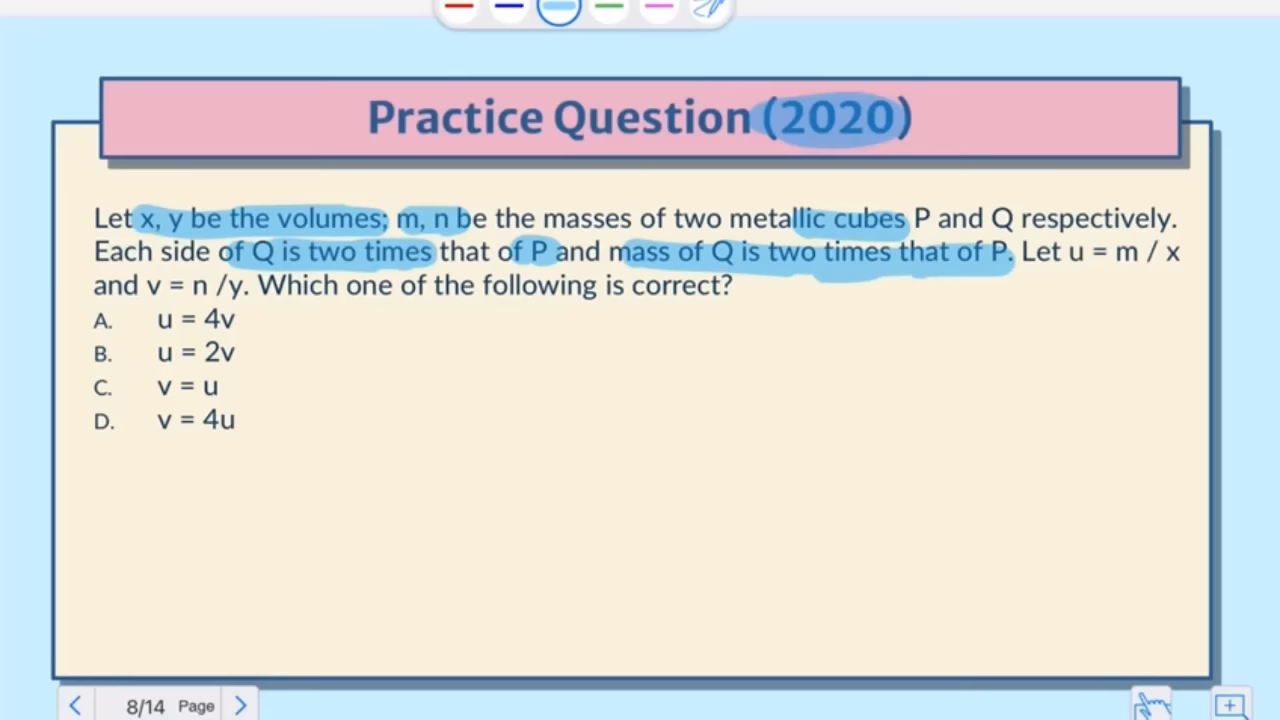 Practice Question (2020)
Let x, y be the volumes; m, n be the masses of two metallic cubes P and Q respectively.
Each side of Q is two times that of P and mass of Q is two times that of P. Let u = m / x
and v = n /y. Which one of the following is correct?
A. u = 4v
B. u = 2v
C. v = u
D. v = 4u
8/14 Page